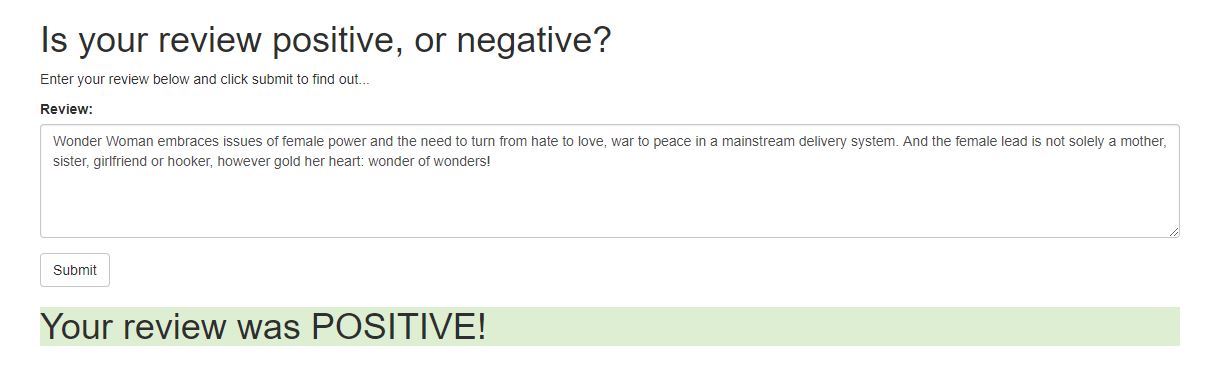 Is your review positive, or negative?
Enter your review below and click submit to find out...
Review:
Wonder Woman embraces issues of female power and the need to turn from hate to love, war to peace in a mainstream delivery system. And the female lead is not solely a mother,
sister, girlfriend or hooker, however gold her heart: wonder of wonders!
Submit
Your review was POSITIVE!